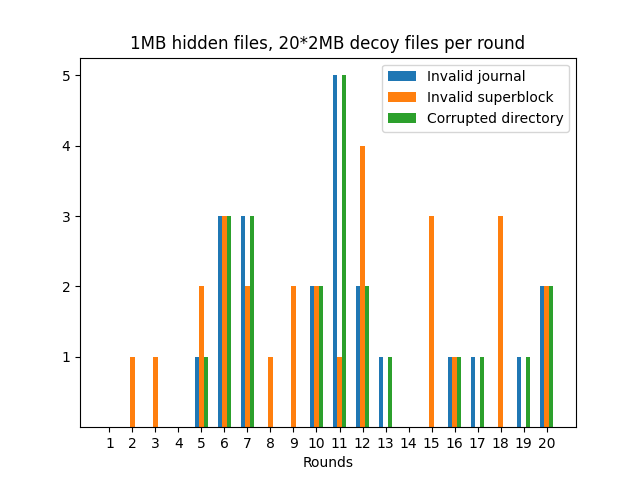 1MB hidden files, 20*2MB decoy files per round
Invalid journal
Invalid superblock
Corrupted directory
5
4
3
2
1
1 2 3 4 5 6 7 8 9 10 11 12 13 14 15 16 17 18 19 20
Rounds